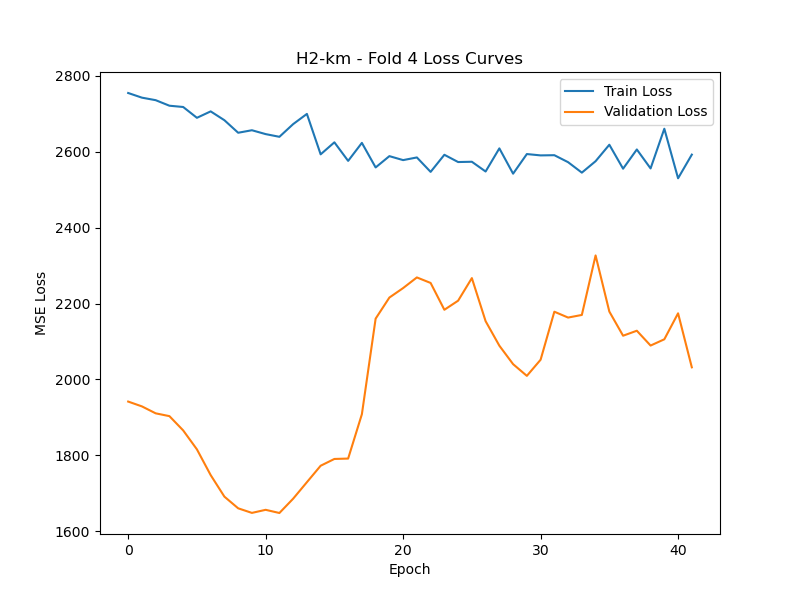 H2-km - Fold 4 Loss Curves
Train Loss
Validation Loss
MSE Loss
2800
2600
2400
2200
2000
1800
1600
0 10 20 30 40
Epoch